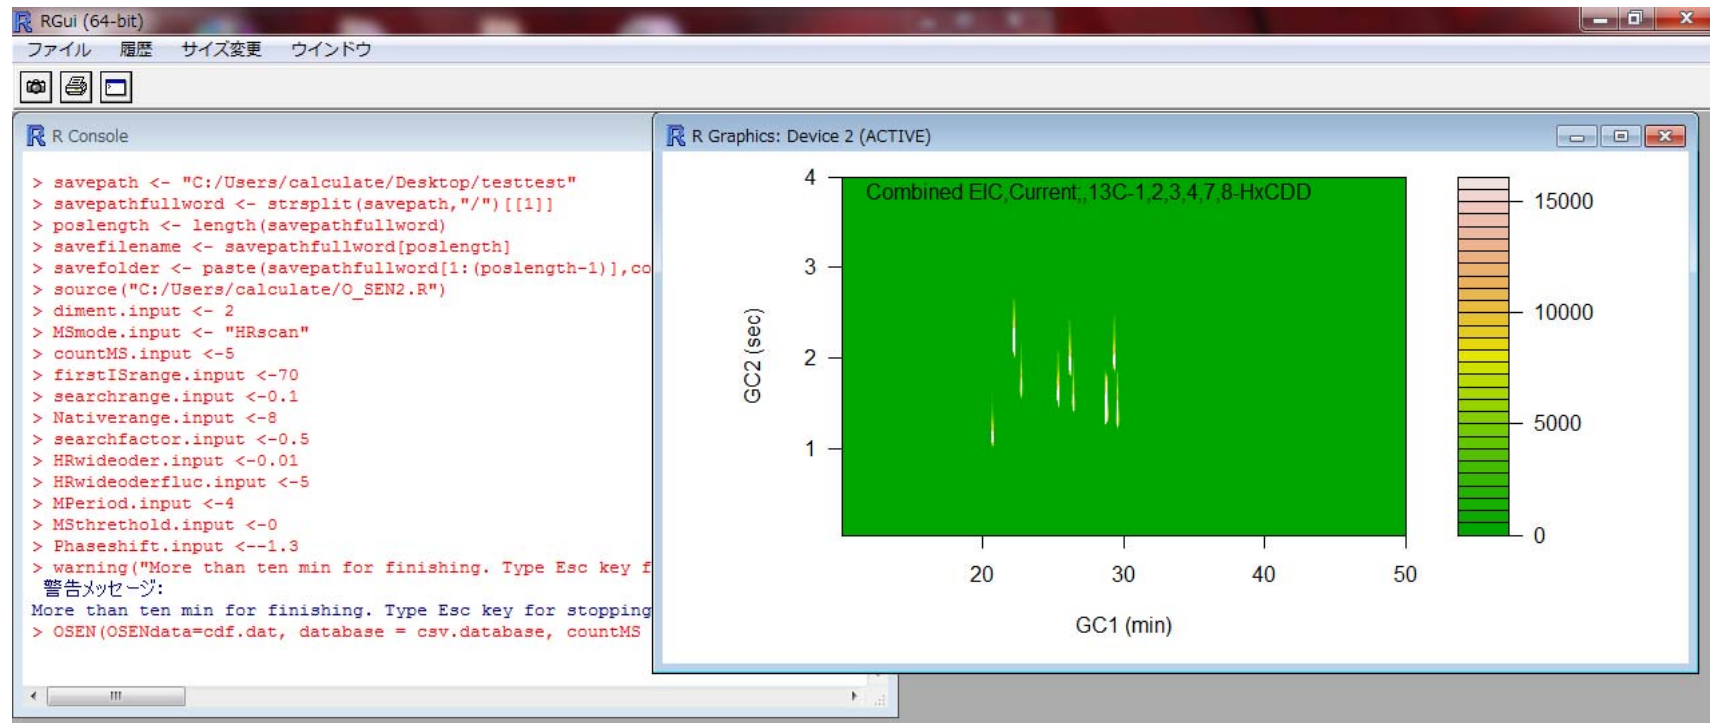 RGui (64-bit)
ファイル 履歴 サイズ変更 ウインドウ
R Console
> savepath <- "C:/Users/calculate/Desktop/testtest"
> savepathfullword <- strsplit(savepath,"/")[[1]]
> poslength <- length(savepathfullword)
> savefilename <- savepathfullword[poslength]
> savefolder <- paste(savepathfullword[1:(poslength-1)],co
> source("C:/Users/calculate/O_SEN2.R")
> diment.input <- 2
> MSmode.input <- "HRscan"
> countMS.input <-5
> firstISrange.input <-70
> searchrange.input <-0.1
> Nativerange.input <-8
> searchfactor.input <-0.5
> HRwideoder.input <-0.01
> HRwideoderfluc.input <-5
> MPeriod.input <-4
> MSthrethold.input <-0
> Phaseshift.input <--1.3
> warning("More than ten min for finishing. Type Esc key f
警告メッセージ:
More than ten min for finishing. Type Esc key for stopping
> OSEN(OSENdata=cdf.dat, database = csv.database, countMS
R Graphics: Device 2 (ACTIVE)
Combined EIC,Current,,13C-1,2,3,4,7,8-HxCDD
4
3
2
1
GC2 (sec)
20 30 40 50
GC1 (min)
15000
10000
5000
0